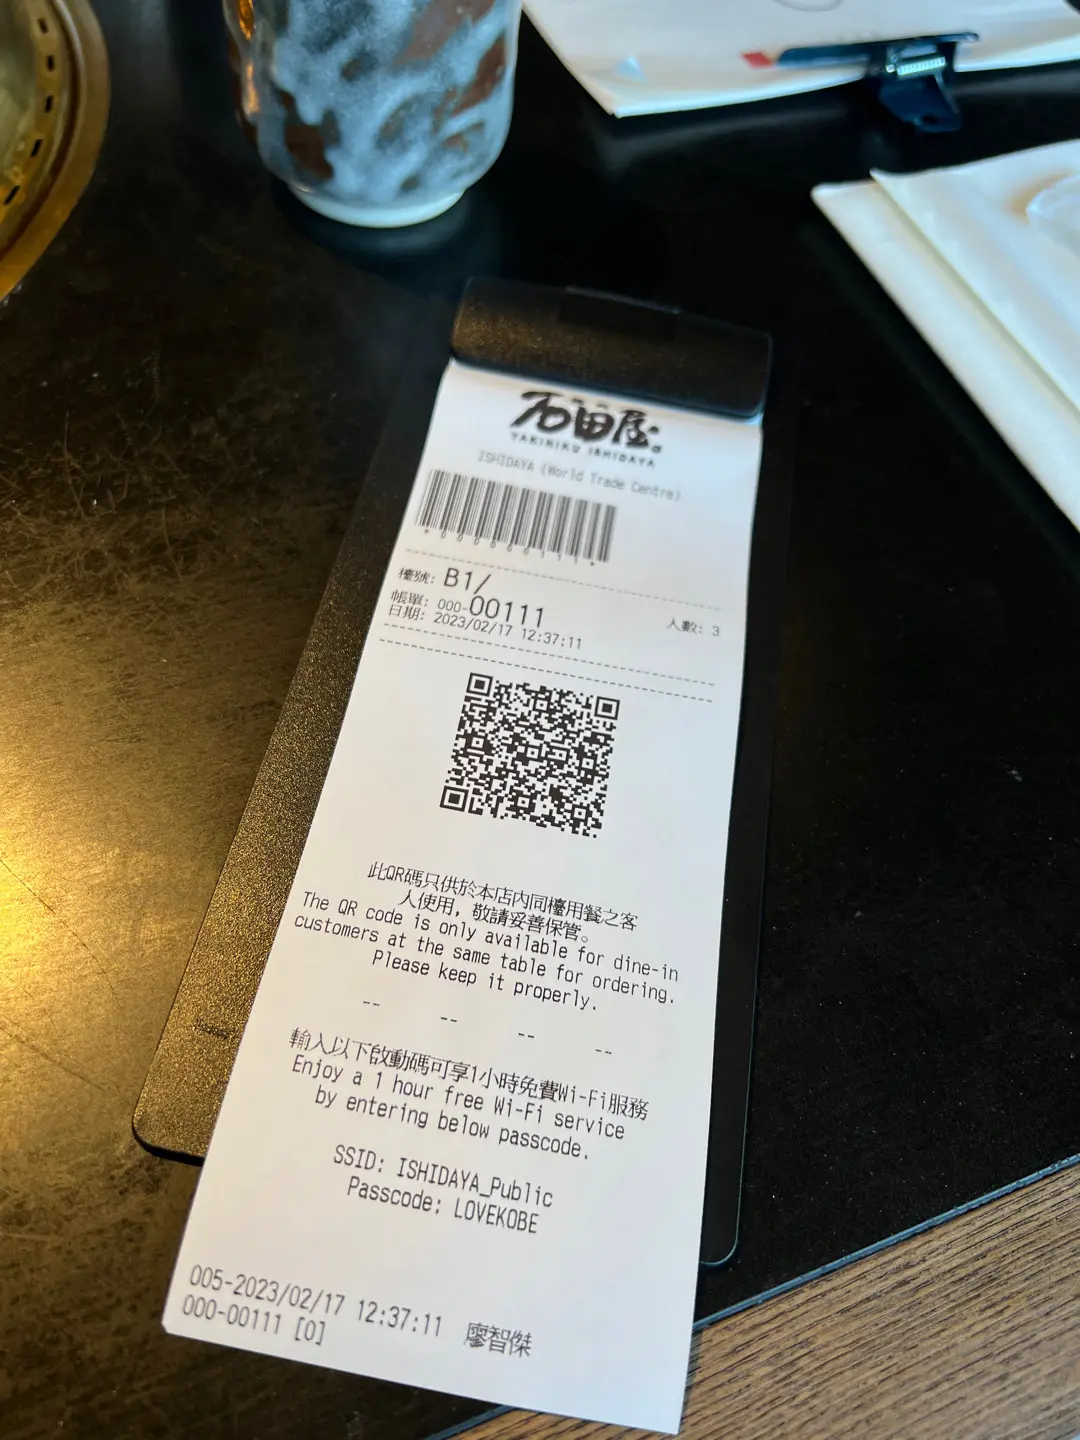 石田屋。
YAKINIKU ISHIDAYA
ISHIDAYA (World Trade Centre)
*000000111*
檯號: B1/
帳單: 000-00111
人數: 3
日期: 2023/02/17 12:37:11
此QR碼只供於本店內同檯用餐之客
人使用, 敬請妥善保管。
The QR code is only available for dine-in
customers at the same table for ordering.
Please keep it properly.
-- -- -- --
輸入以下啟動碼可享1小時免費Wi-Fi服務
Enjoy a 1 hour free Wi-Fi service
by entering below passcode.
SSID: ISHIDAYA_Public
Passcode: LOVEKOBE
005-2023/02/17 12:37:11 廖智傑
000-00111 [0]